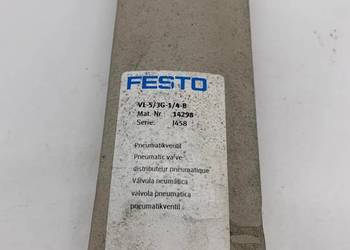 FESTO
VL-5/3G-1/4-B
Mat. Nr. 14298
Serie: J458
Pneumatikventil
Pneumatic valve
distributeur pneumatique
Válvula neumática
valvola pneumatica
pneumatikventil